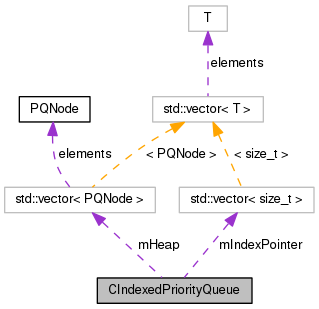 T
elements
PQNode
std::vector< T >
elements
< PQNode >
< size_t >
std::vector< PQNode >
std::vector< size_t >
mHeap
mIndexPointer
CIndexedPriorityQueue